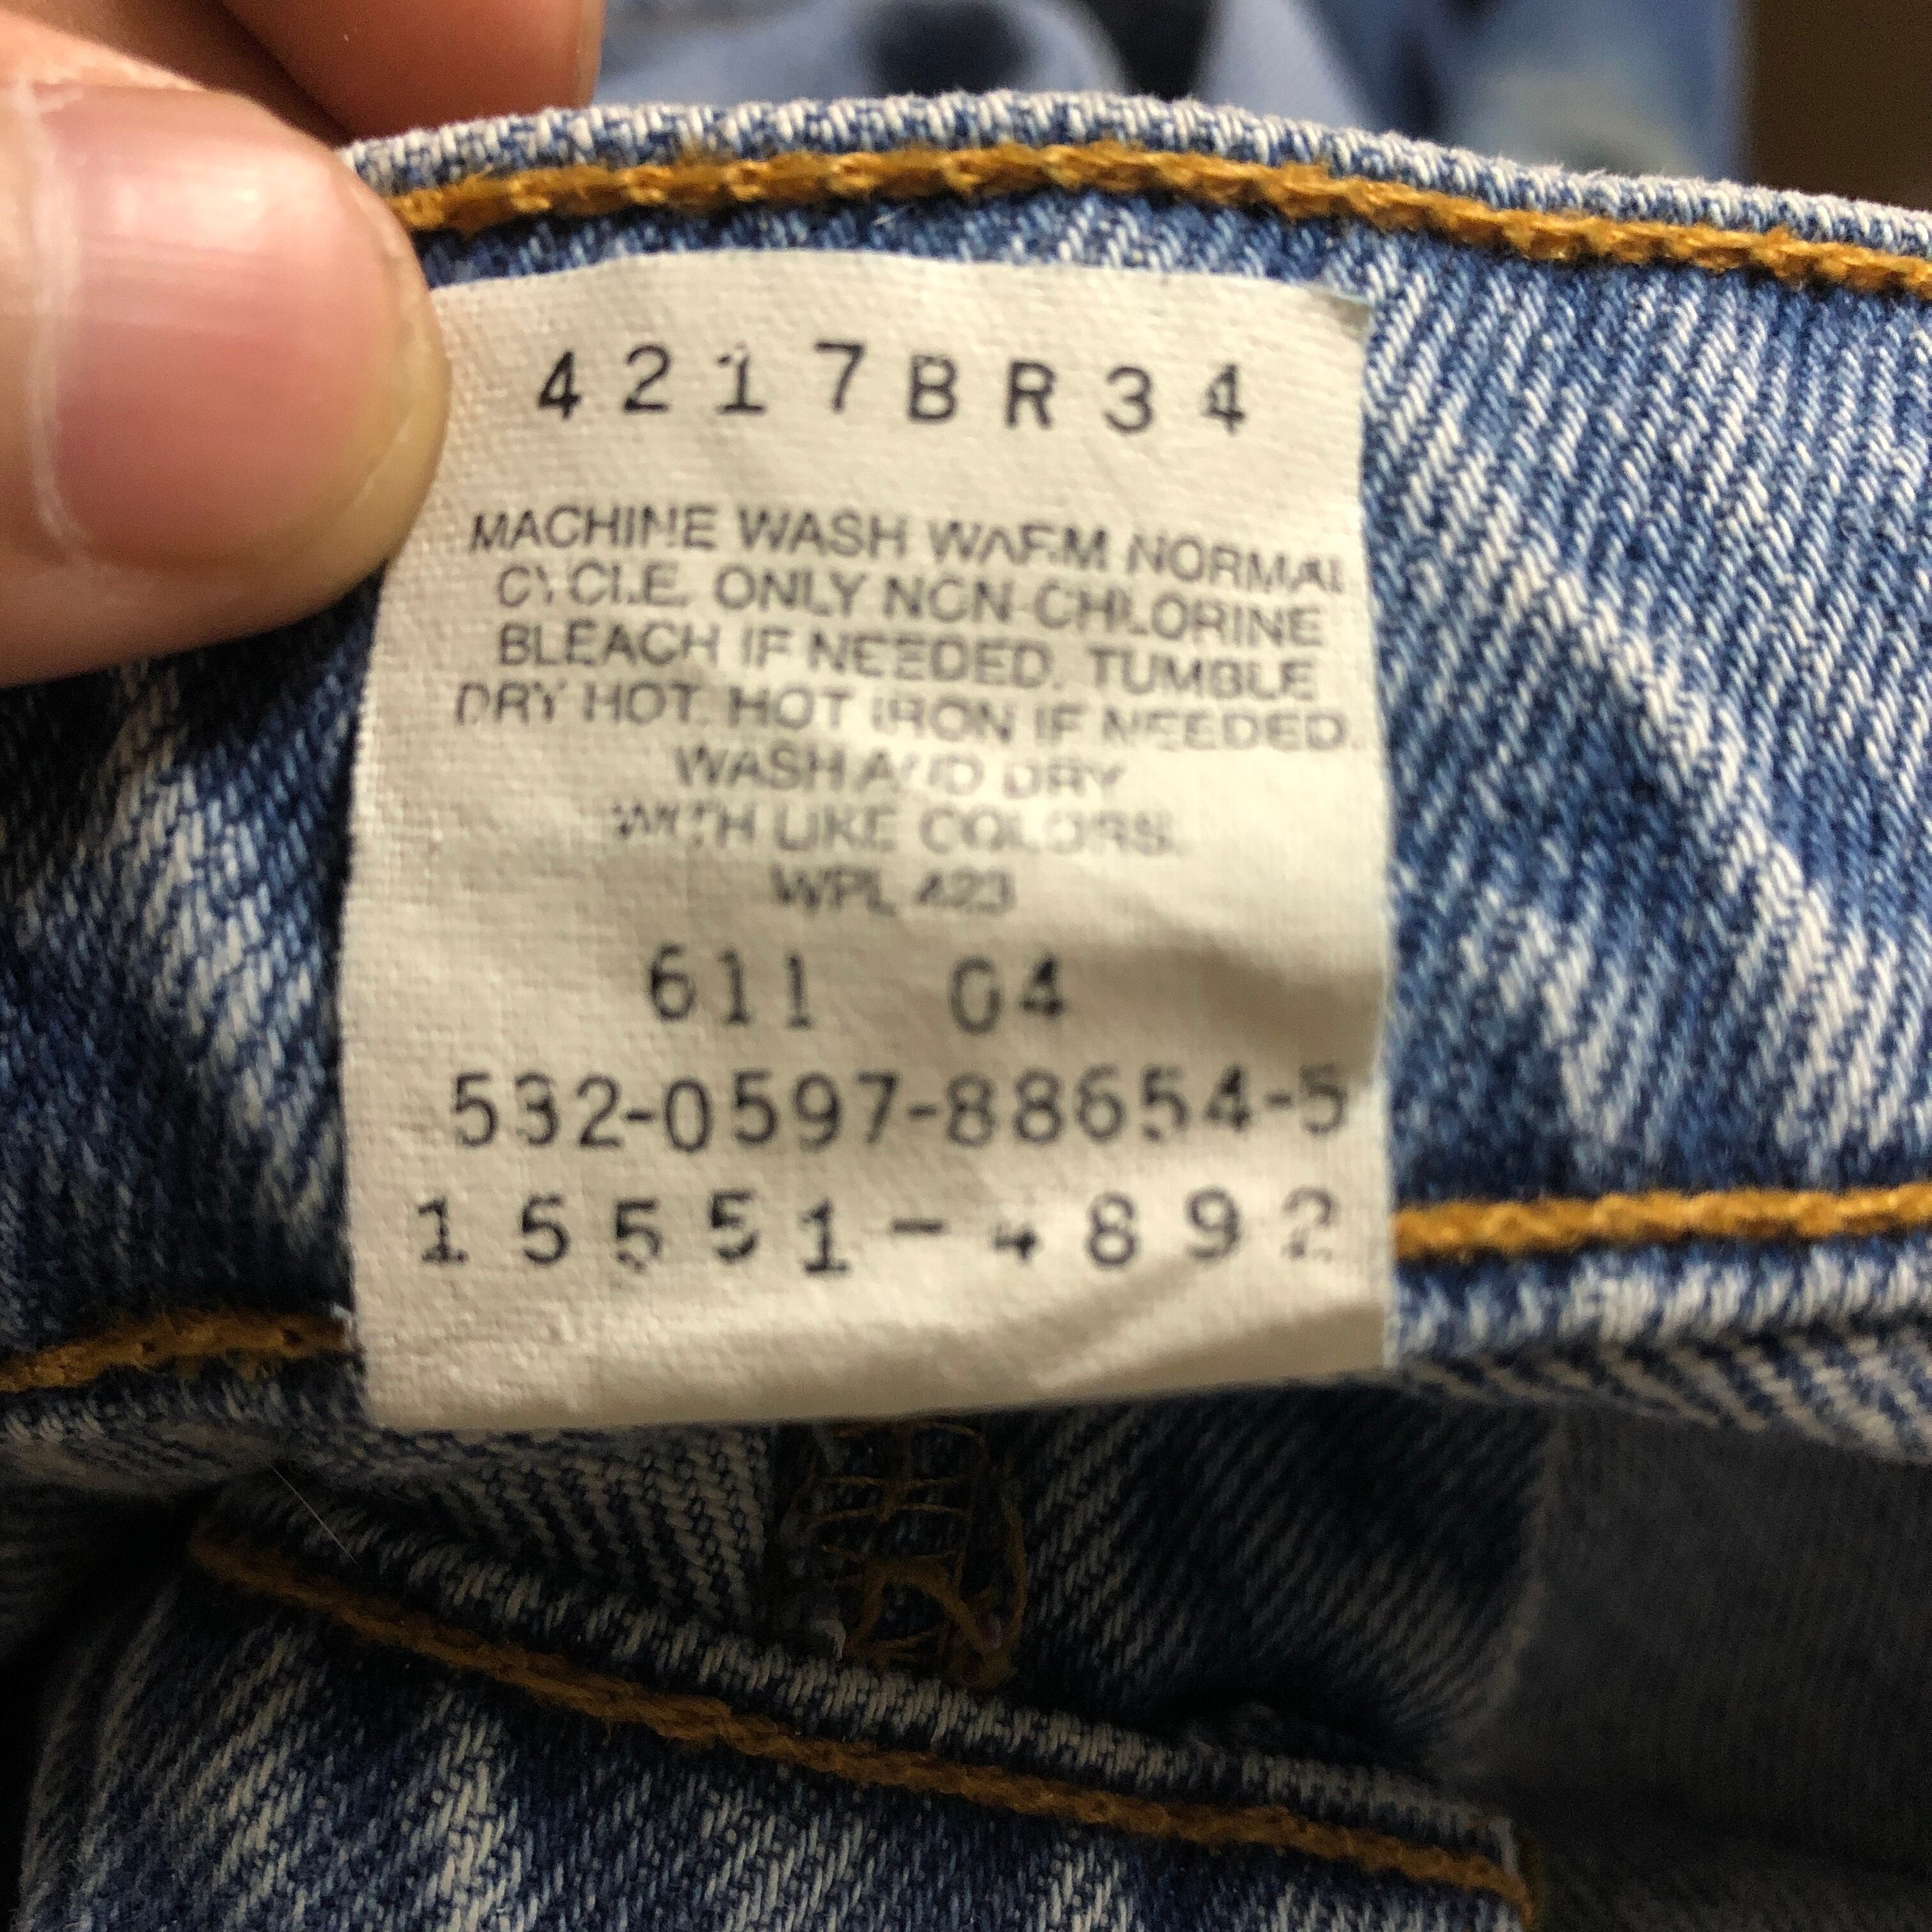 4217BR34
MACHINE WASH WARM NORMAL
CYCLE. ONLY NON-CHLORINE
BLEACH IF NEEDED. TUMBLE
DRY HOT. HOT IRON IF NEEDED.
WASH AND DRY
WITH LIKE COLORS.
WPL 423
611 04
532-0597-88654-5
15551-4892